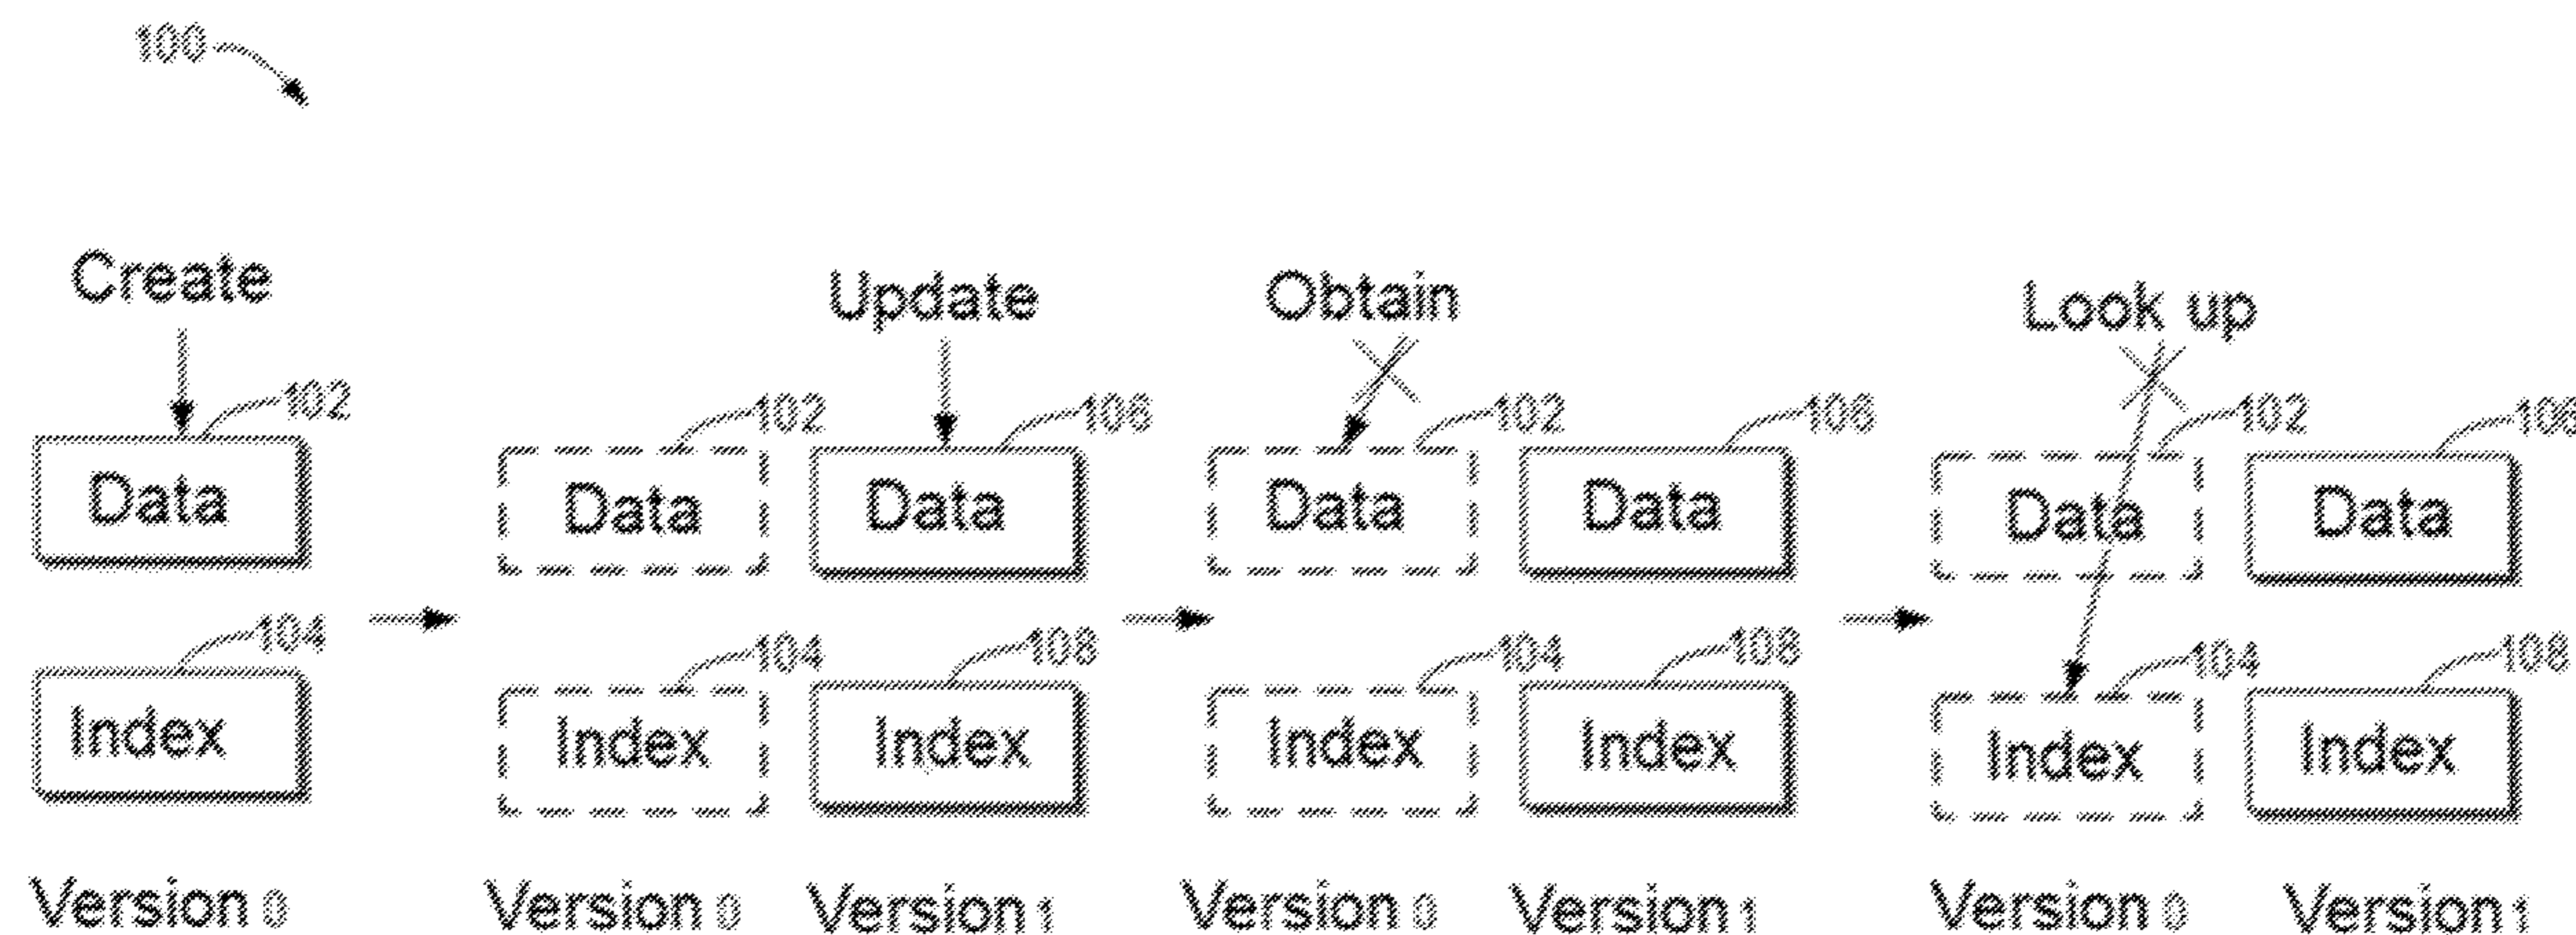 100
Create
Update
Obtain
Look up
102
102
106
102
106
102
106
Data
Data
Data
Data
Data
Data
Data
104
104
108
104
108
104
108
Index
Index
Index
Index
Index
Index
Index
Version 0
Version 0
Version 1
Version 0
Version 1
Version 0
Version 1